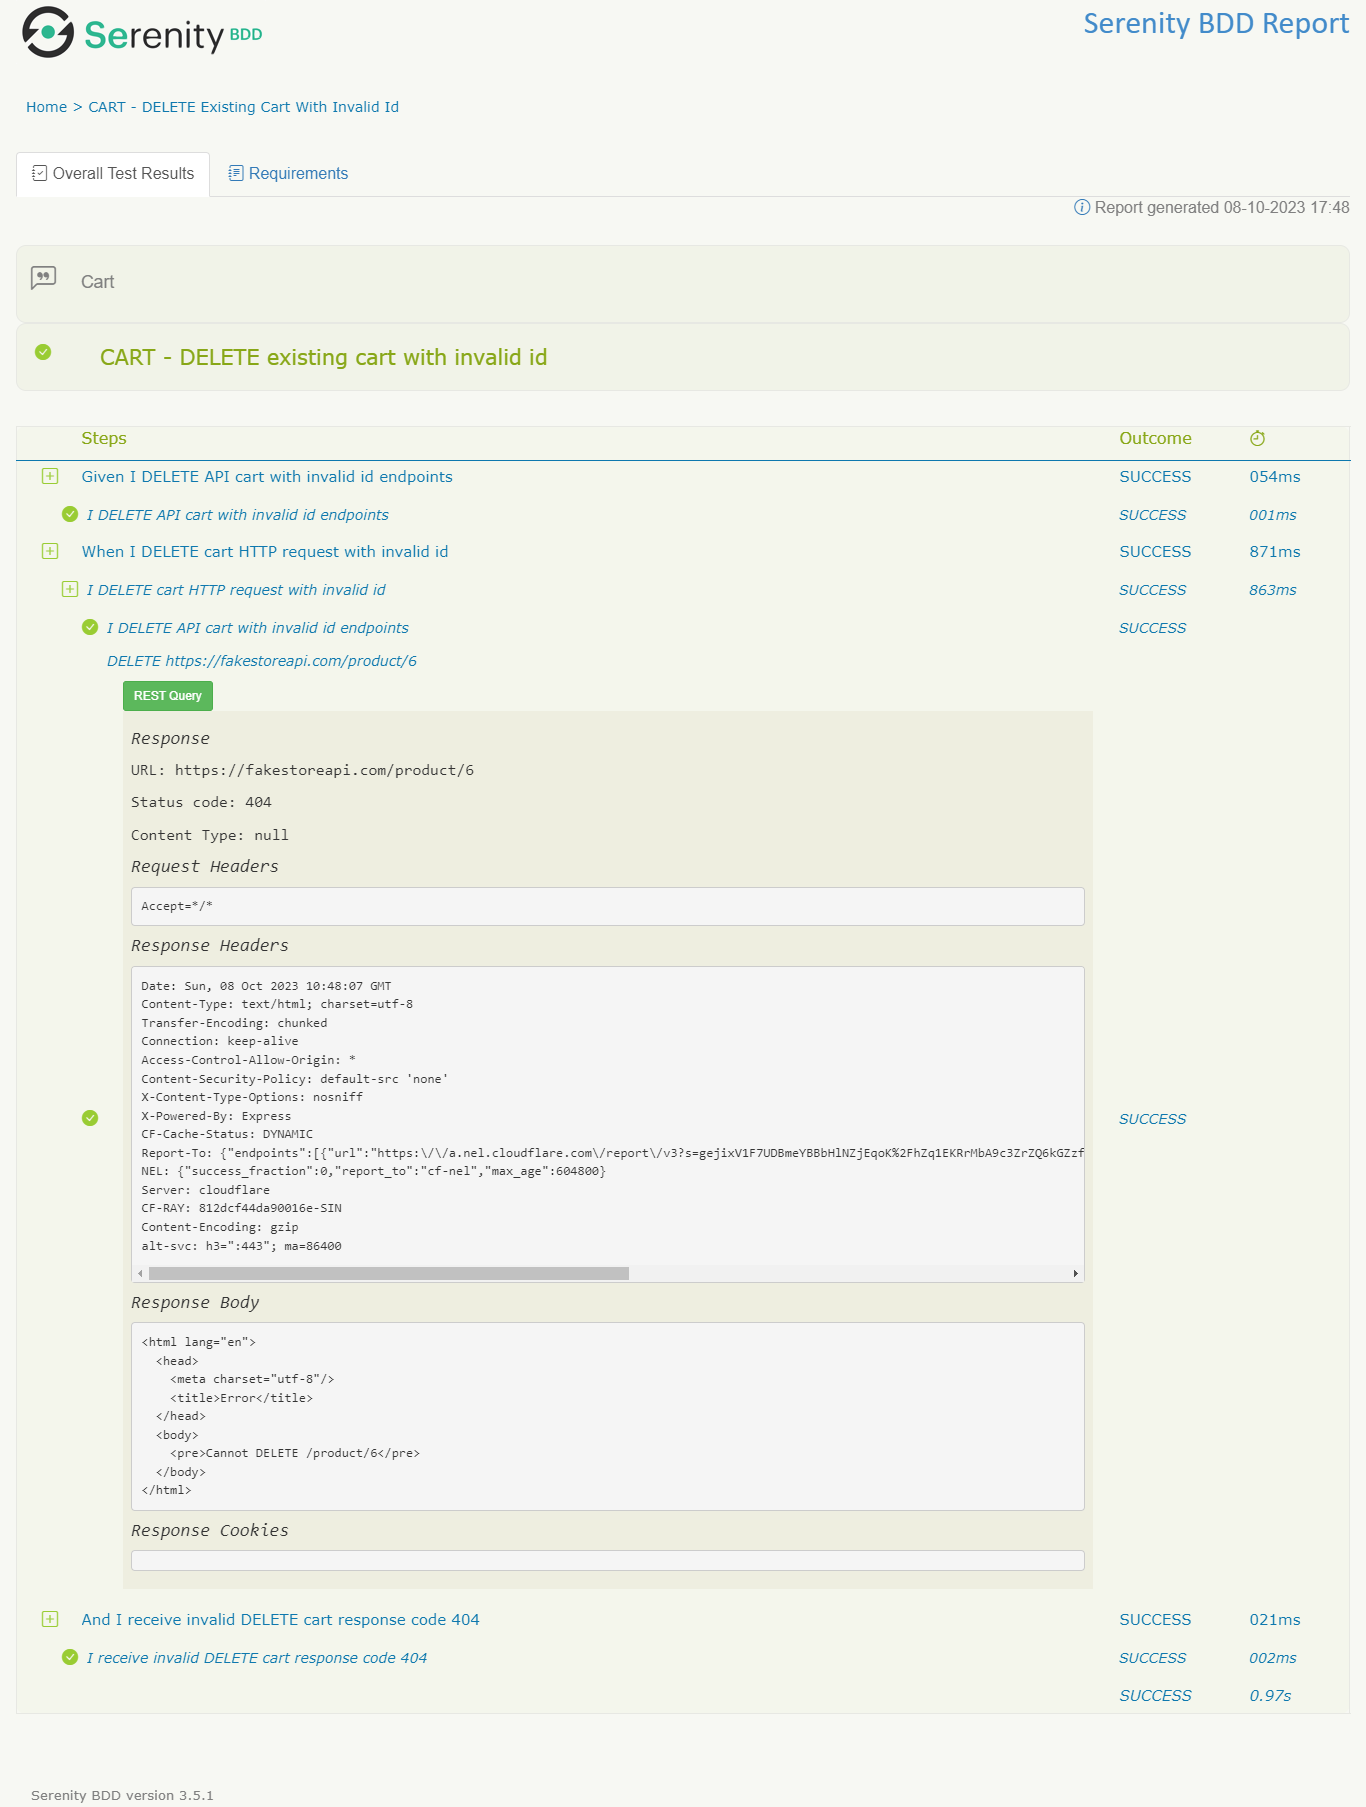 Serenity BDD
Serenity BDD Report
Home > CART - DELETE Existing Cart With Invalid Id
Overall Test Results
Requirements
Report generated 08-10-2023 17:48
Cart
CART - DELETE existing cart with invalid id
Steps Outcome
Given I DELETE API cart with invalid id endpoints SUCCESS 054ms
I DELETE API cart with invalid id endpoints SUCCESS 001ms
When I DELETE cart HTTP request with invalid id SUCCESS 871ms
I DELETE cart HTTP request with invalid id SUCCESS 863ms
I DELETE API cart with invalid id endpoints SUCCESS
DELETE https://fakestoreapi.com/product/6
REST Query
Response
URL: https://fakestoreapi.com/product/6
Status code: 404
Content Type: null
Request Headers
Accept=*/*
Response Headers
Date: Sun, 08 Oct 2023 10:48:07 GMT
Content-Type: text/html; charset=utf-8
Transfer-Encoding: chunked
Connection: keep-alive
Access-Control-Allow-Origin: *
Content-Security-Policy: default-src 'none'
X-Content-Type-Options: nosniff
X-Powered-By: Express
SUCCESS
CF-Cache-Status: DYNAMIC
Report-To: {"endpoints":[{"url":"https:\/\/a.nel.cloudflare.com\/report\/v3?s=gejixV1F7UDBmeYBBbHlNZjEqoK%2FhZq1EKRrMbA9c3ZrZQ6kGZzf
NEL: {"success_fraction":0,"report_to":"cf-nel","max_age":604800}
Server: cloudflare
CF-RAY: 812dcf44da90016e-SIN
Content-Encoding: gzip
alt-svc: h3=":443"; ma=86400
Response Body
<html lang="en">
<head>
<meta charset="utf-8"/>
<title>Error</title>
</head>
<body>
<pre>Cannot DELETE /product/6</pre>
</body>
</html>
Response Cookies
And I receive invalid DELETE cart response code 404 SUCCESS 021ms
I receive invalid DELETE cart response code 404 SUCCESS 002ms
SUCCESS 0.97s
Serenity BDD version 3.5.1